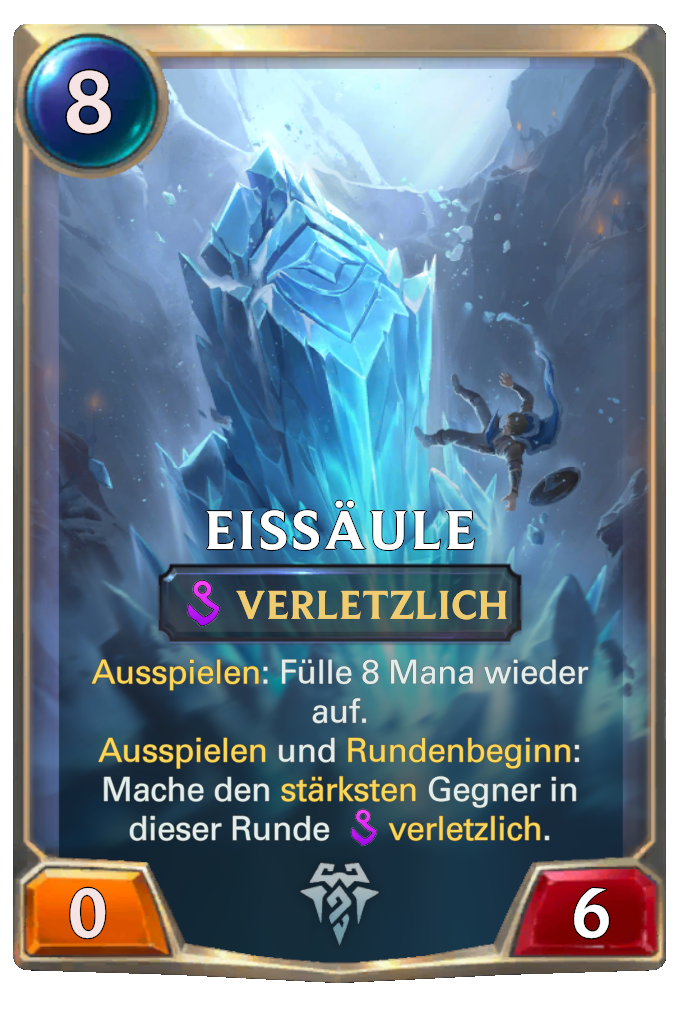 8
EISSÄULE
VERLETZLICH
Ausspielen: Fülle 8 Mana wieder
auf.
Ausspielen und Rundenbeginn:
Mache den stärksten Gegner in
dieser Runde verletzlich.
0
6